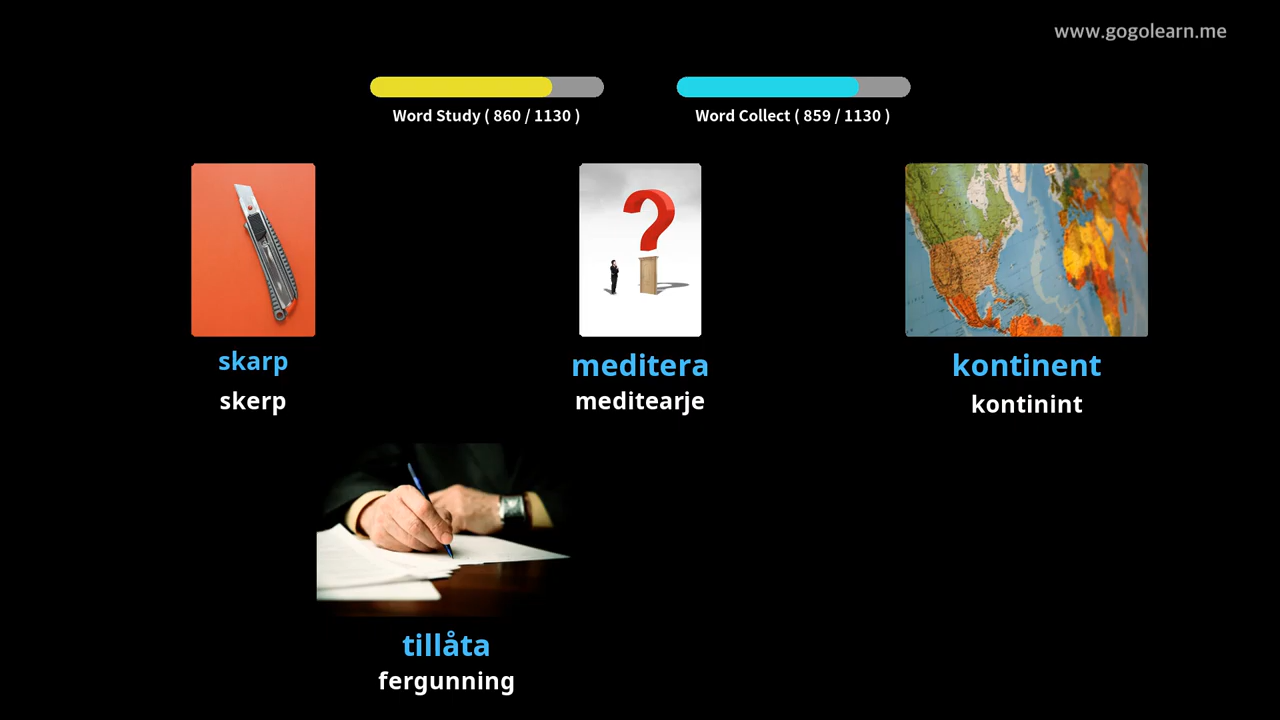 www.gogolearn.me
Word Study ( 860 / 1130 )
Word Collect ( 859 / 1130 )
skarp
skerp
meditera
meditearje
kontinent
kontinint
tillåta
fergunning